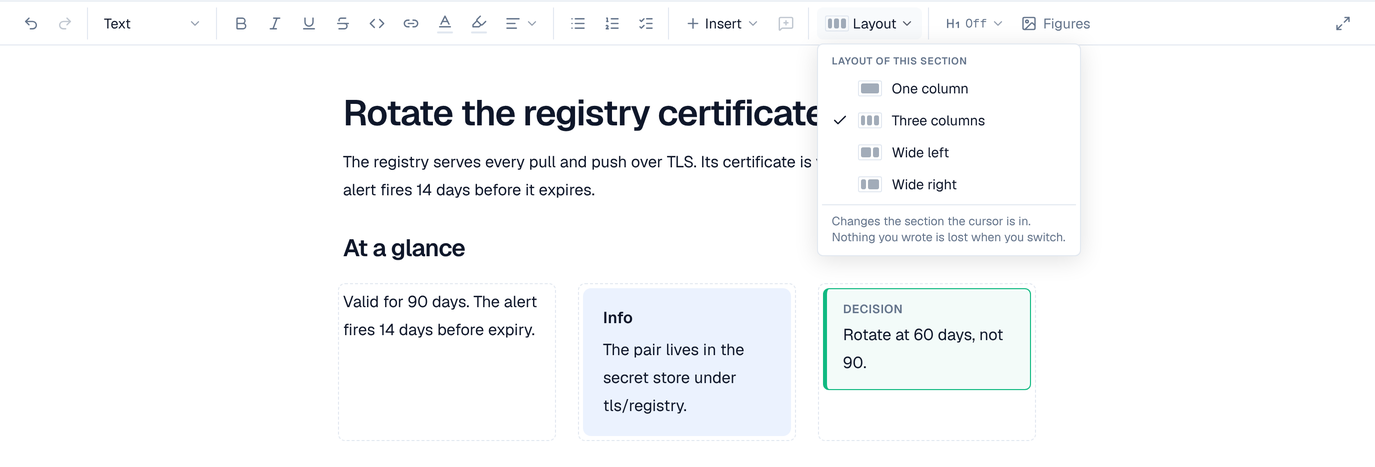 Text
Insert
Layout
H1 Off
Figures
LAYOUT OF THIS SECTION
One column
Three columns
Wide left
Wide right
Changes the section the cursor is in.
Nothing you wrote is lost when you switch.
Rotate the registry certificate
The registry serves every pull and push over TLS. Its certificate is
alert fires 14 days before it expires.
At a glance
Valid for 90 days. The alert
fires 14 days before expiry.
Info
The pair lives in the
secret store under
tls/registry.
DECISION
Rotate at 60 days, not
90.